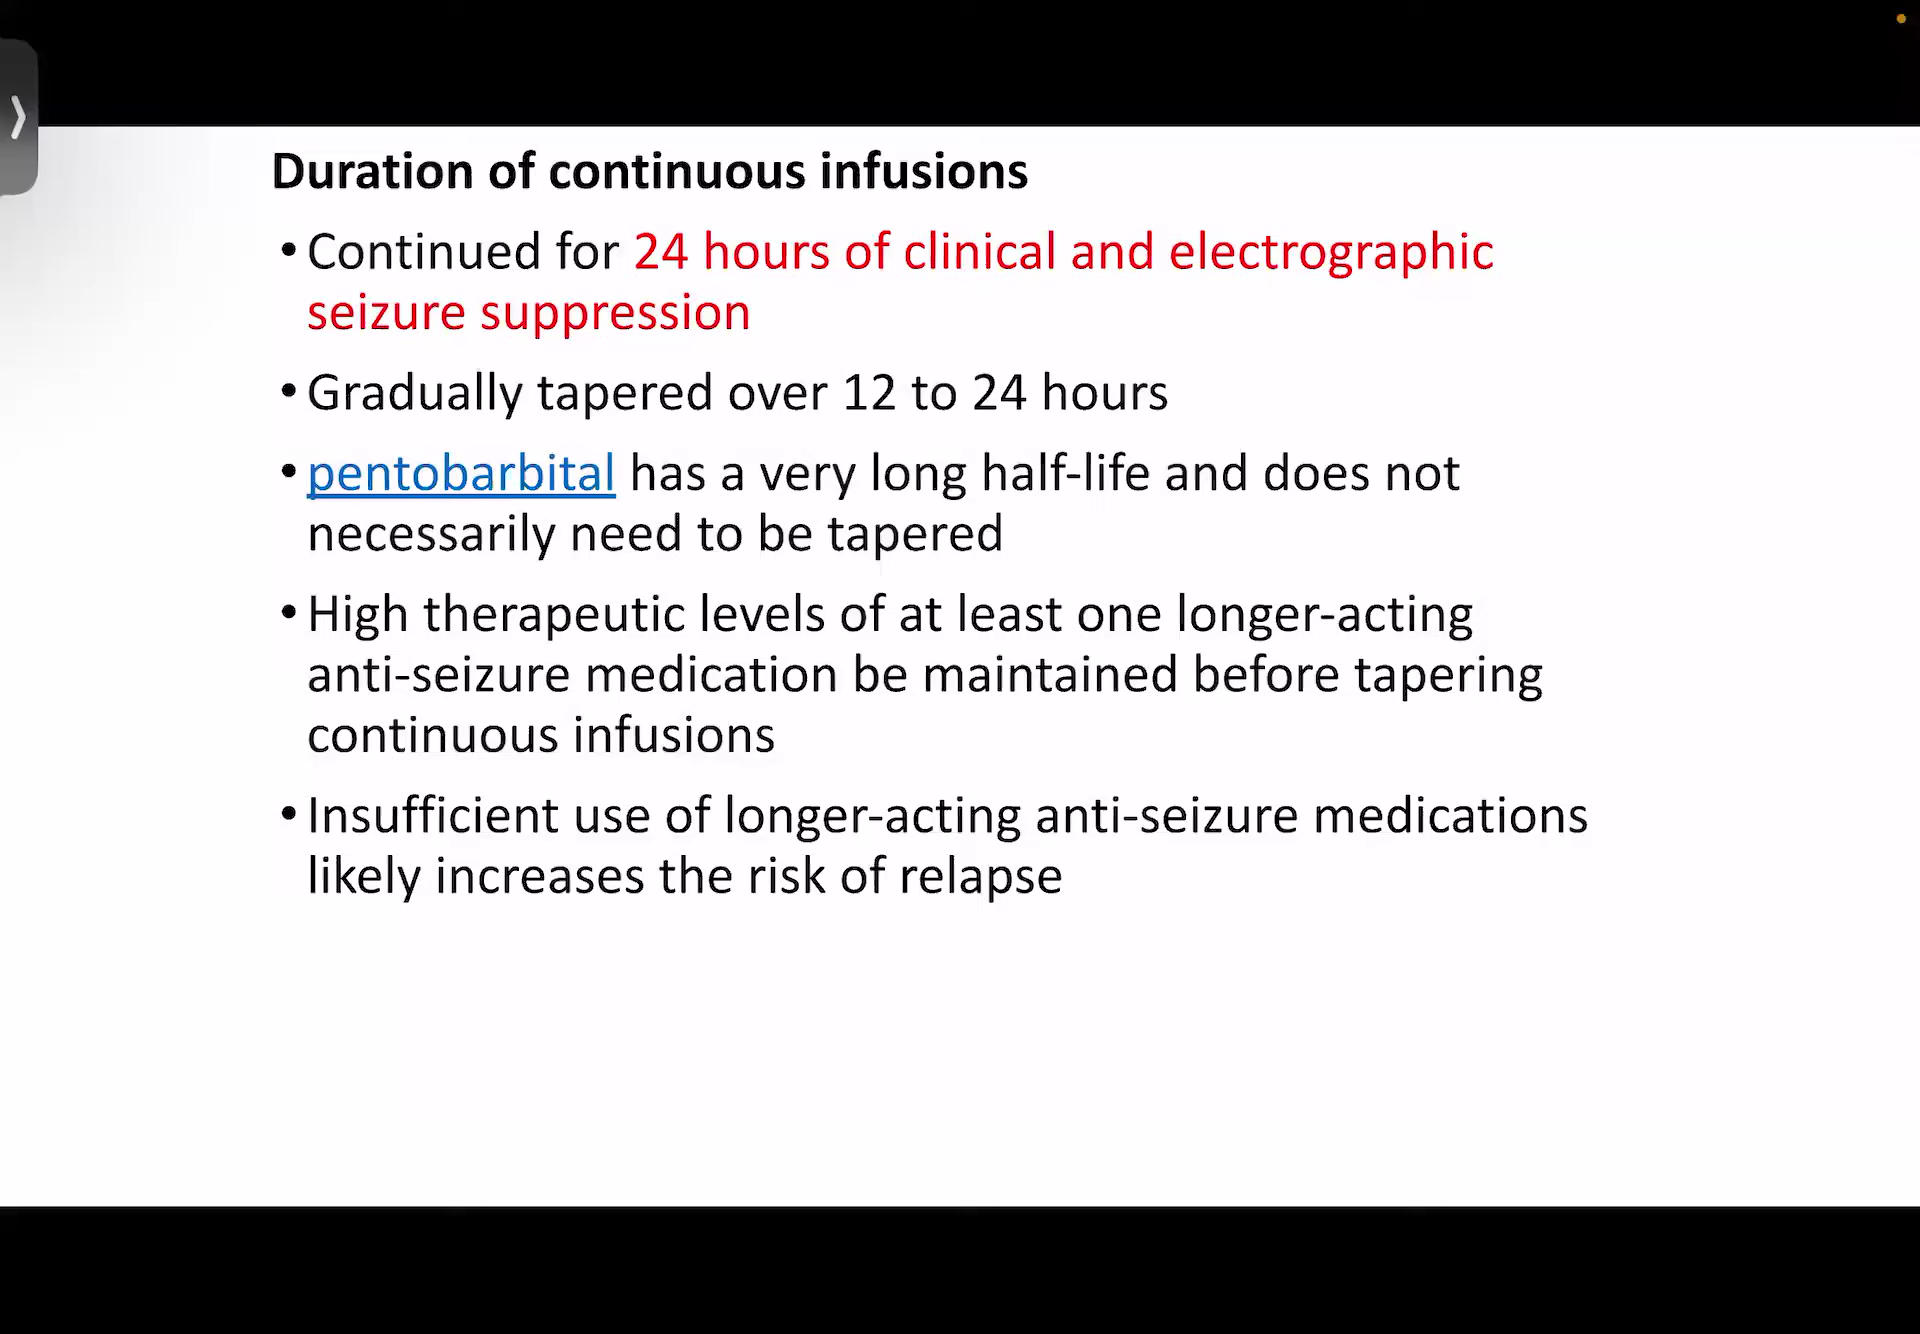 Duration of continuous infusions
• Continued for 24 hours of clinical and electrographic
seizure suppression
• Gradually tapered over 12 to 24 hours
• pentobarbital has a very long half-life and does not
necessarily need to be tapered
• High therapeutic levels of at least one longer-acting
anti-seizure medication be maintained before tapering
continuous infusions
• Insufficient use of longer-acting anti-seizure medications
likely increases the risk of relapse